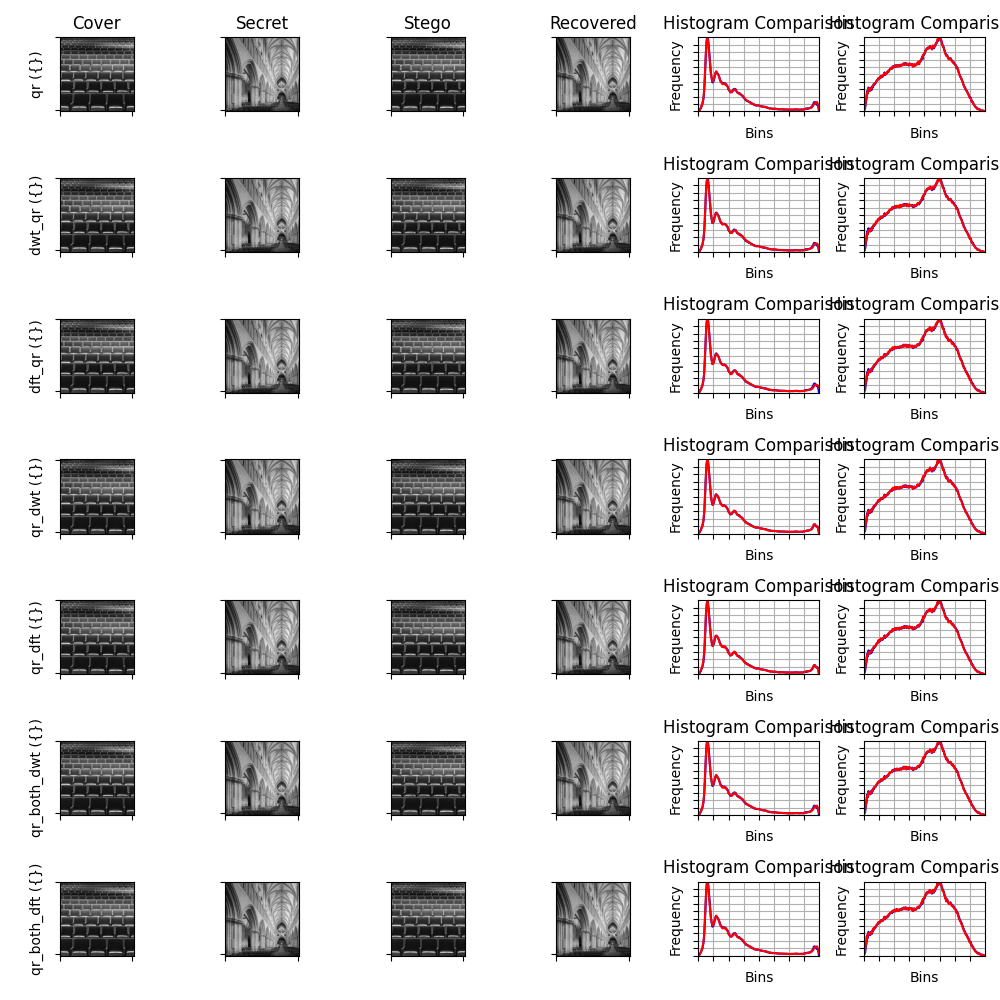 Cover Secret Stego Recovered Histogram Comparison Histogram Comparis
qr ({}) Frequency Frequency
Bins Bins
Histogram Comparison Histogram Comparis
dwt_qr ({}) Frequency Frequency
Bins Bins
Histogram Comparison Histogram Comparis
dft_qr ({}) Frequency Frequency
Bins Bins
Histogram Comparison Histogram Comparis
qr_dwt ({}) Frequency Frequency
Bins Bins
Histogram Comparison Histogram Comparis
qr_dft ({}) Frequency Frequency
Bins Bins
Histogram Comparison Histogram Comparis
qr_both_dwt ({}) Frequency Frequency
Bins Bins
Histogram Comparison Histogram Comparis
qr_both_dft ({}) Frequency Frequency
Bins Bins